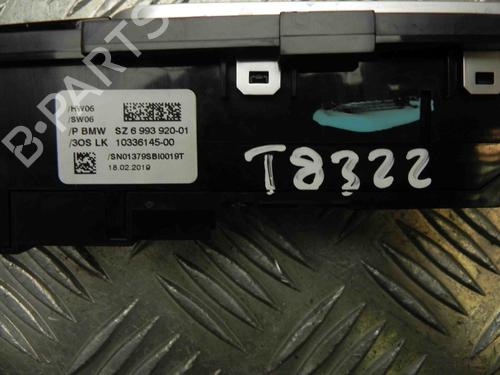 /HW06
/SW06
/P BMW SZ 6 993 920-01
/3OS LK 10336145-00
/SN01379SBI0019T
18.02.2019
T8322
B-PARTS